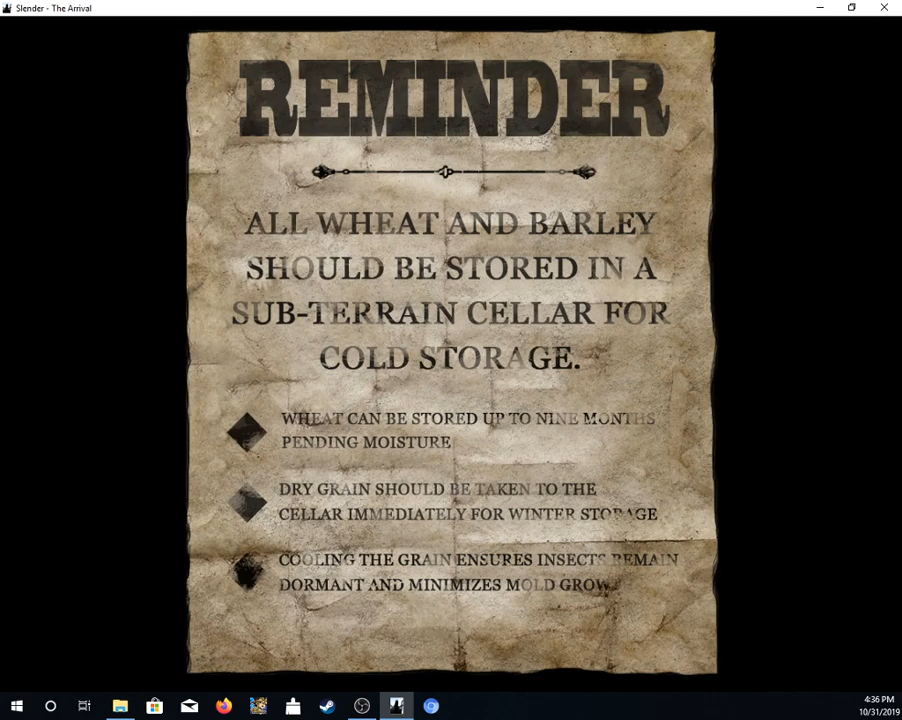 Slender - The Arrival
REMINDER
ALL WHEAT AND BARLEY
SHOULD BE STORED IN A
SUB-TERRAIN CELLAR FOR
COLD STORAGE.
WHEAT CAN BE STORED UP TO NINE MONTHS
PENDING MOISTURE
DRY GRAIN SHOULD BE TAKEN TO THE
CELLAR IMMEDIATELY FOR WINTER STORAGE
COOLING THE GRAIN ENSURES INSECTS REMAIN
DORMANT AND MINIMIZES MOLD
4:36 PM
10/31/2019